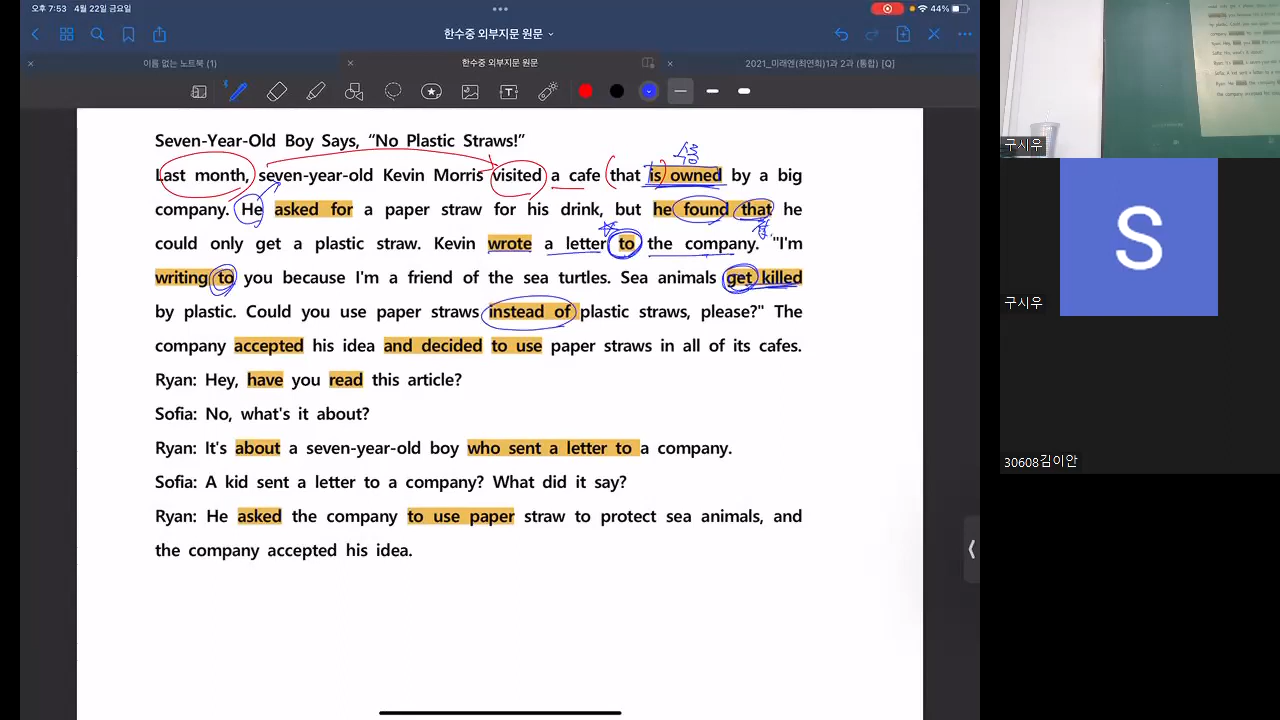 오후 7:53 4월 22일 금요일
44%
한수중 외부지문 원문
이름 없는 노트북 (1)
한수중 외부지문 원문
2021_미래엔(최연희)1과 2과 (통합) [Q]
Seven-Year-Old Boy Says, “No Plastic Straws!”
Last month, seven-year-old Kevin Morris visited a cafe that is owned by a big
company. He asked for a paper straw for his drink, but he found that he
could only get a plastic straw. Kevin wrote a letter to the company. "I'm
writing to you because I'm a friend of the sea turtles. Sea animals get killed
by plastic. Could you use paper straws instead of plastic straws, please?" The
company accepted his idea and decided to use paper straws in all of its cafes.
Ryan: Hey, have you read this article?
Sofia: No, what's it about?
Ryan: It's about a seven-year-old boy who sent a letter to a company.
Sofia: A kid sent a letter to a company? What did it say?
Ryan: He asked the company to use paper straw to protect sea animals, and
the company accepted his idea.
구시우
S
구시우
30608김이안